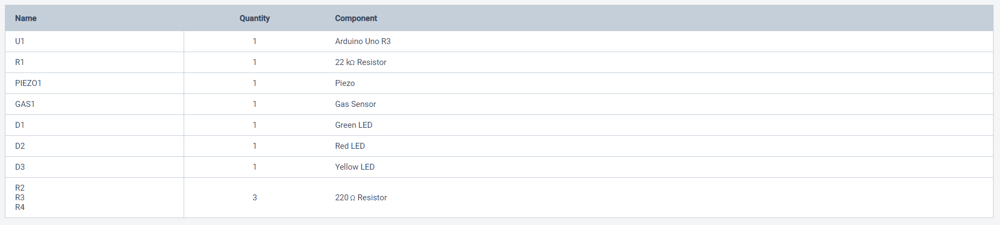 Name Quantity Component
U1 1 Arduino Uno R3
R1 1 22 kΩ Resistor
PIEZO1 1 Piezo
GAS1 1 Gas Sensor
D1 1 Green LED
D2 1 Red LED
D3 1 Yellow LED
R2
R3 3 220 Ω Resistor
R4